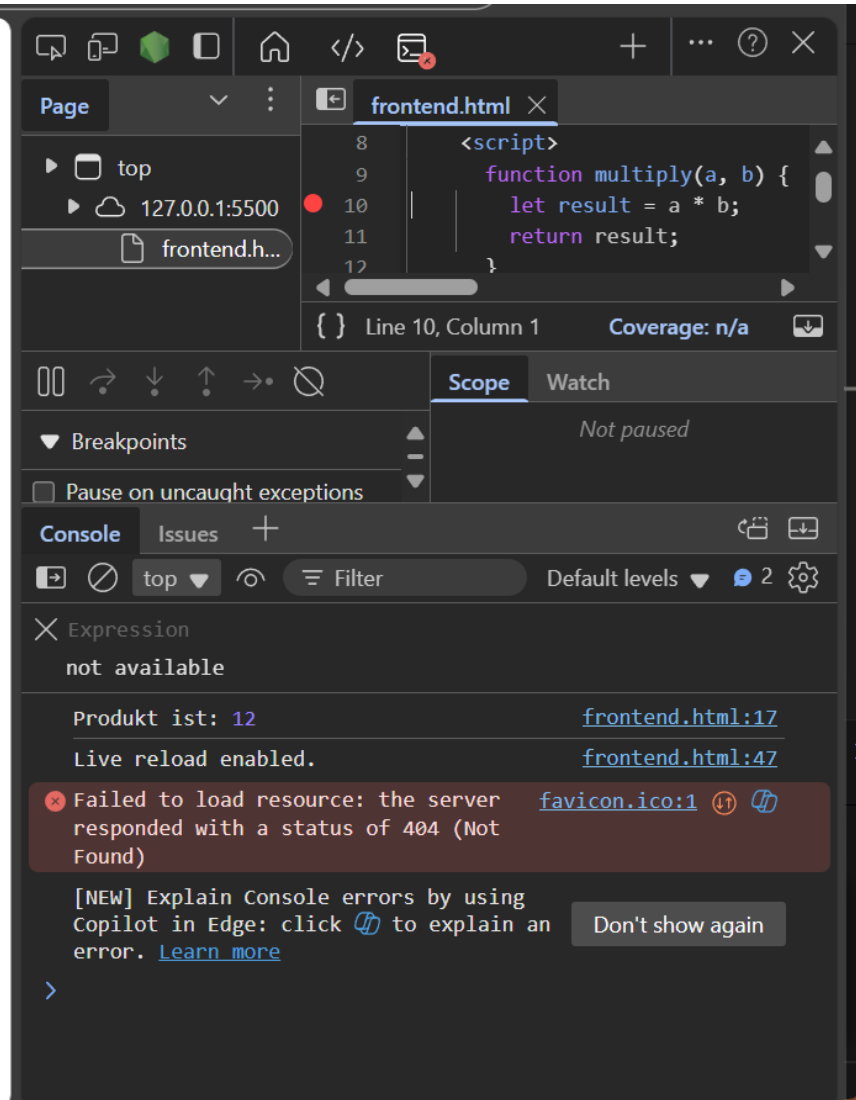 Page
frontend.html
top
127.0.0.1:5500
frontend.h...
8 <script>
9 function multiply(a, b) {
10 let result = a * b;
11 return result;
12 }
{ } Line 10, Column 1 Coverage: n/a
Scope Watch
Not paused
Breakpoints
Pause on uncaught exceptions
Console Issues
top Filter Default levels 2
Expression
not available
Produkt ist: 12 frontend.html:17
Live reload enabled. frontend.html:47
Failed to load resource: the server favicon.ico:1
responded with a status of 404 (Not
Found)
[NEW] Explain Console errors by using
Copilot in Edge: click to explain an
error. Learn more
Don't show again